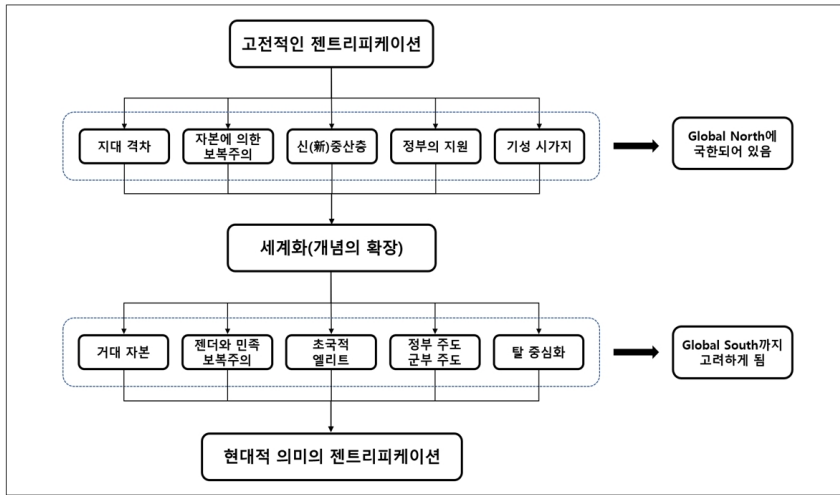 고전적인 젠트리피케이션
지대 격차
자본에 의한
보복주의
신(新)중산층
정부의 지원
기성 시가지
Global North에
국한되어 있음
세계화(개념의 확장)
거대 자본
젠더와 민족
보복주의
초국적
엘리트
정부 주도
군부 주도
탈 중심화
Global South까지
고려하게 됨
현대적 의미의 젠트리피케이션